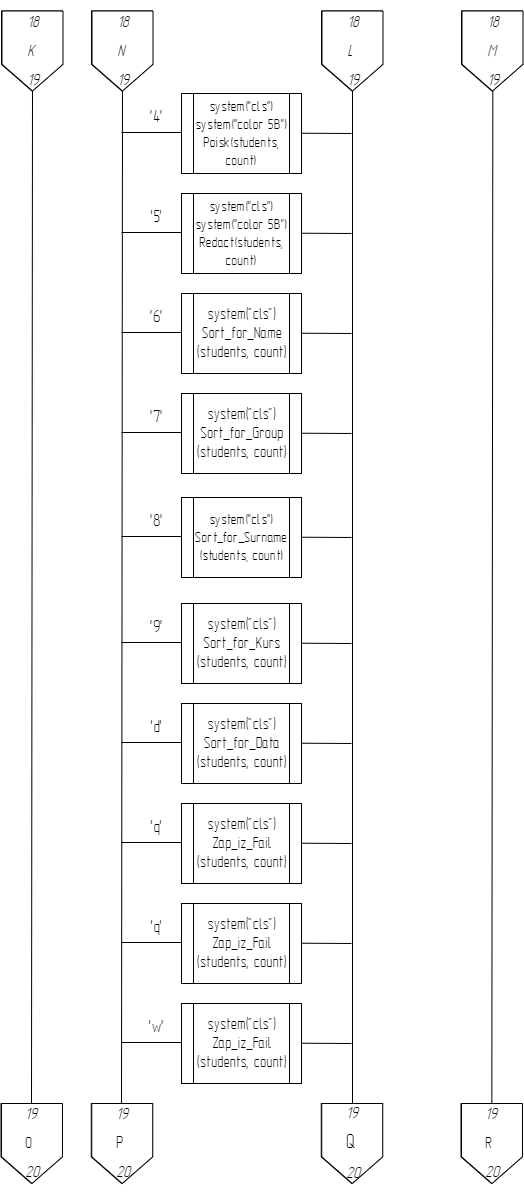 18 18 18 18
K N L M
19 19 19 19
'4'
system("cls")
system("color 5B")
Poisk(students,
count)
'5'
system("cls")
system("color 5B")
Redact(students,
count)
'6'
system("cls")
Sort_for_Name
(students, count)
'7'
system("cls")
Sort_for_Group
(students, count)
'8'
system("cls")
Sort_for_Surname
(students, count)
'9'
system("cls")
Sort_for_Kurs
(students, count)
'd'
system("cls")
Sort_for_Data
(students, count)
'q'
system("cls")
Zap_iz_Fail
(students, count)
'q'
system("cls")
Zap_iz_Fail
(students, count)
'w'
system("cls")
Zap_iz_Fail
(students, count)
19 19 19 19
O P Q R
20 20 20 20